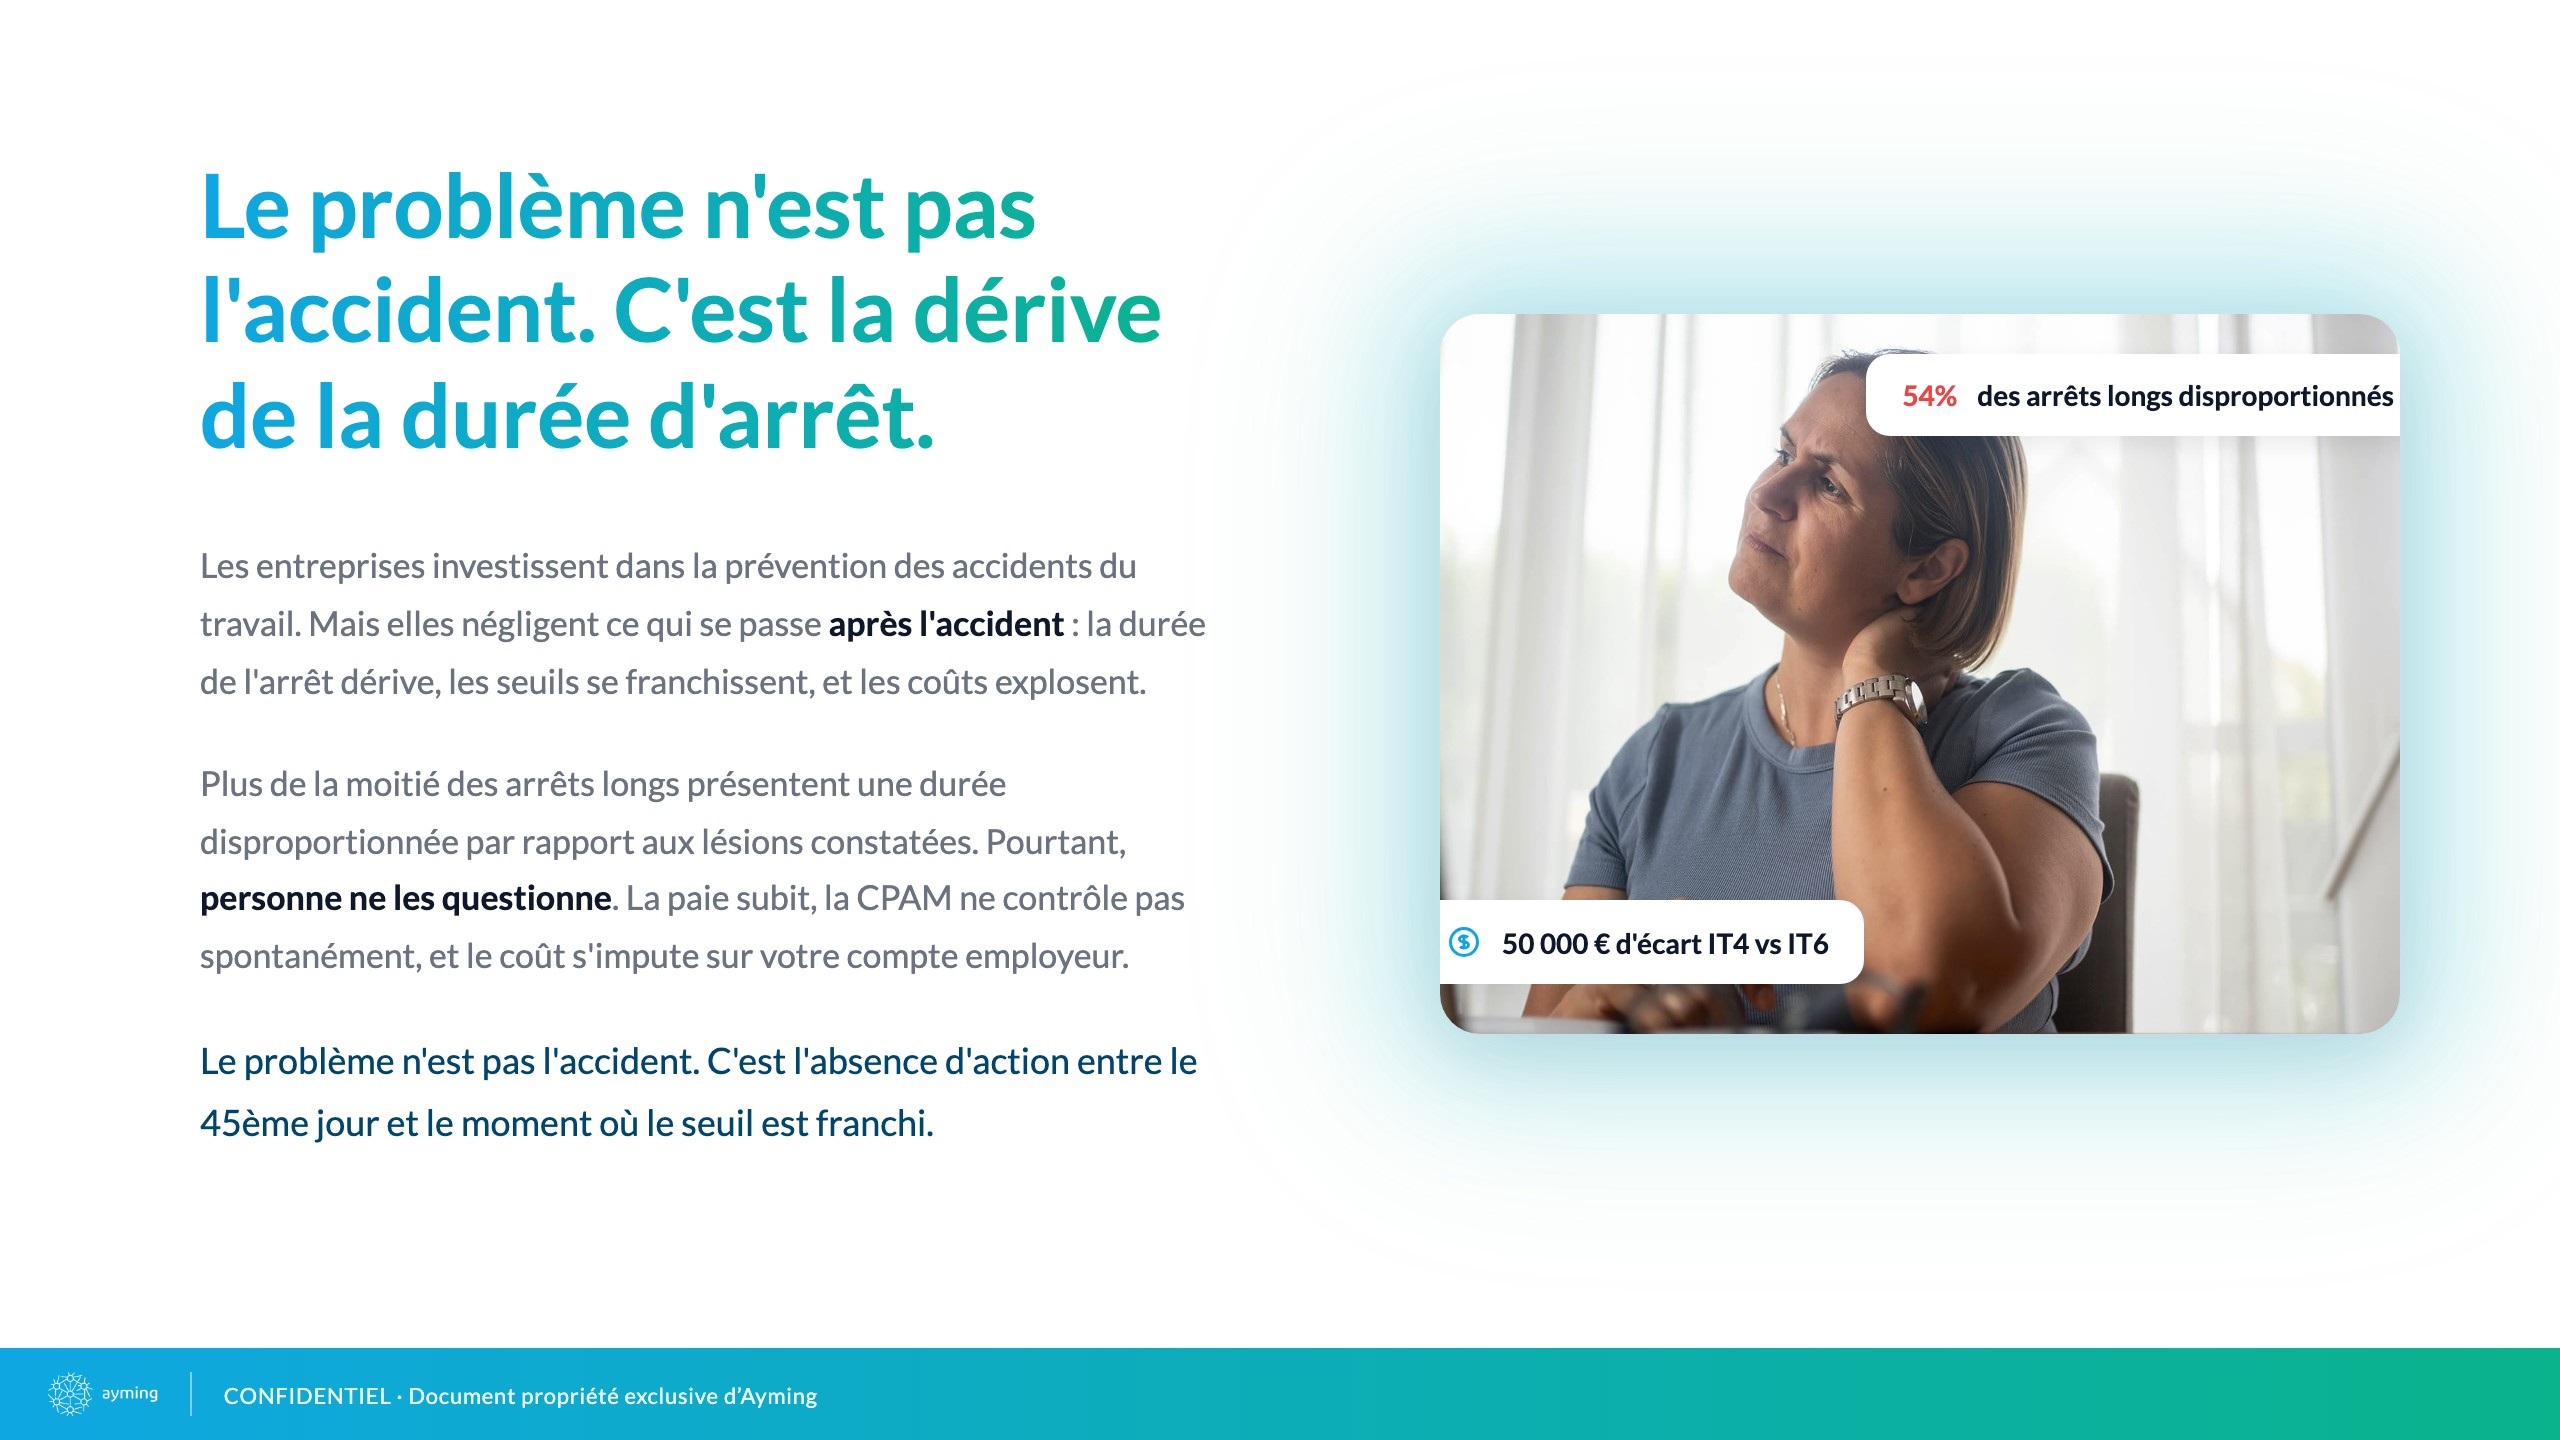 Le problème n'est pas
l'accident. C'est la dérive
de la durée d'arrêt.
Les entreprises investissent dans la prévention des accidents du
travail. Mais elles négligent ce qui se passe après l'accident : la durée
de l'arrêt dérive, les seuils se franchissent, et les coûts explosent.
Plus de la moitié des arrêts longs présentent une durée
disproportionnée par rapport aux lésions constatées. Pourtant,
personne ne les questionne. La paie subit, la CPAM ne contrôle pas
spontanément, et le coût s'impute sur votre compte employeur.
Le problème n'est pas l'accident. C'est l'absence d'action entre le
45ème jour et le moment où le seuil est franchi.
54% des arrêts longs disproportionnés
50 000 € d'écart IT4 vs IT6
ayming
CONFIDENTIEL · Document propriété exclusive d’Ayming